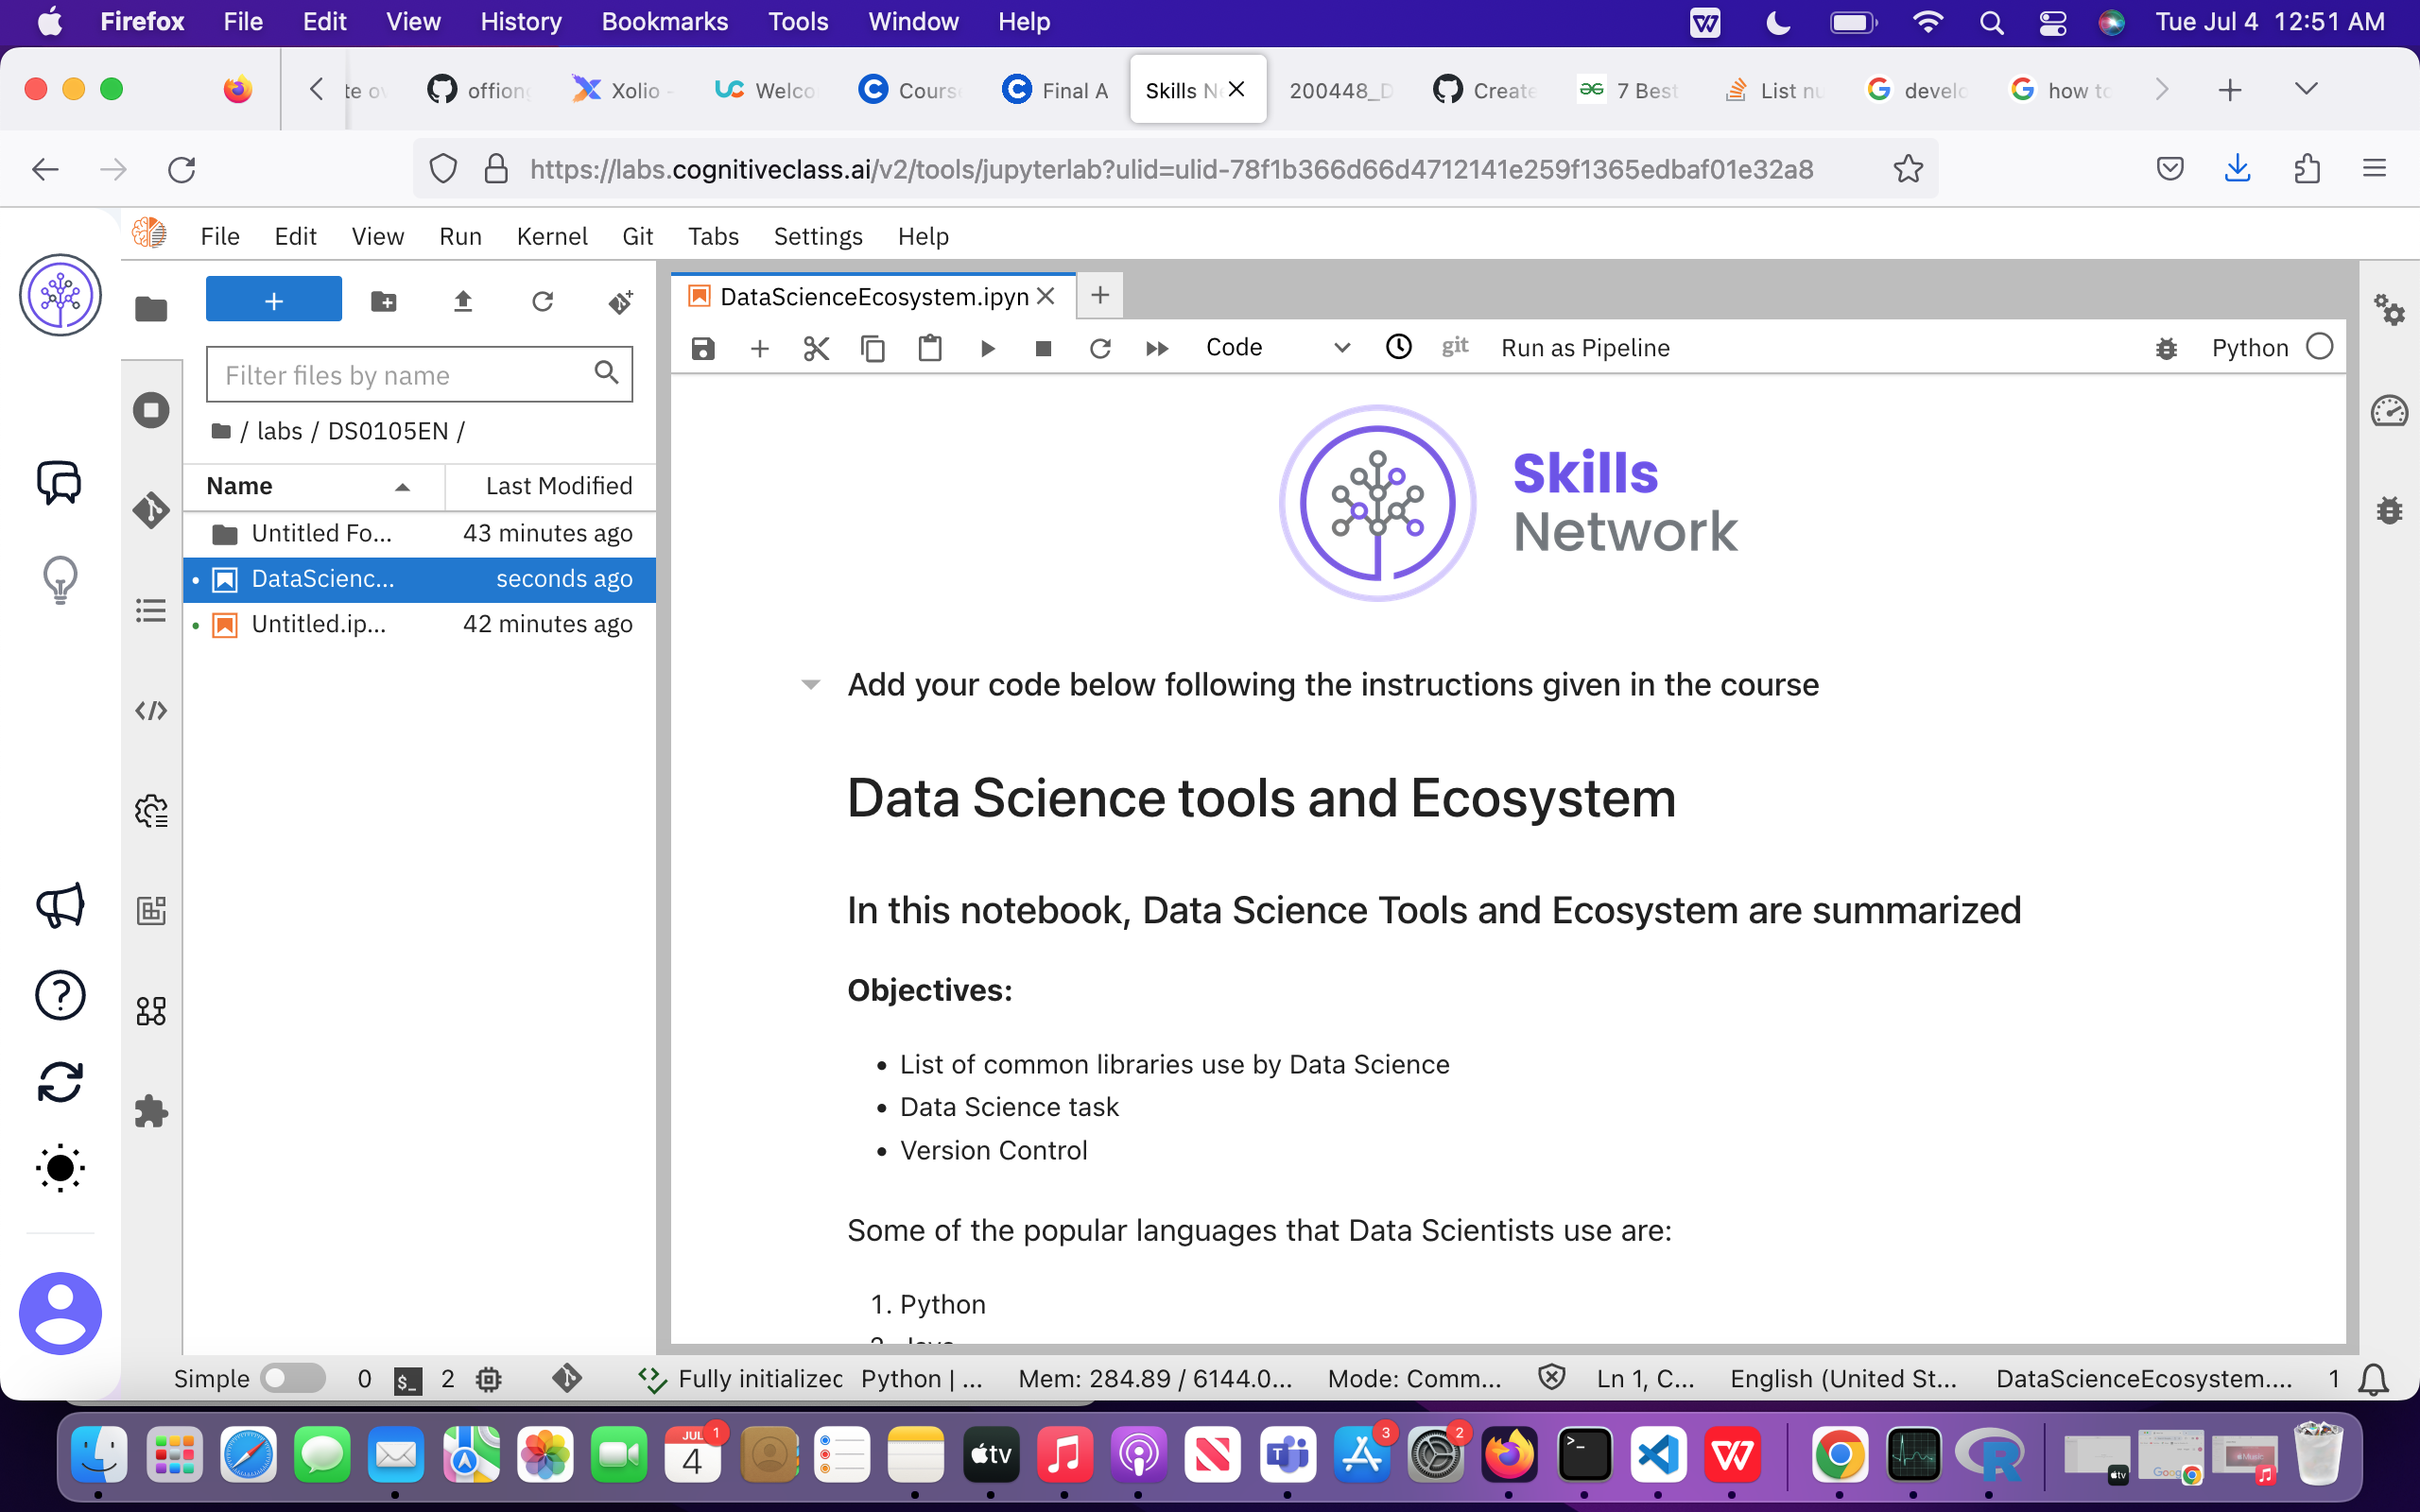 Firefox File Edit View History Bookmarks Tools Window Help Tue Jul 4 12:51 AM
te ov offiong Xolio - Welco Course Final A Skills Ne 200448_D Create 7 Best List nu develo how to
https://labs.cognitiveclass.ai/v2/tools/jupyterlab?ulid=ulid-78f1b366d66d4712141e259f1365edbaf01e32a8
File Edit View Run Kernel Git Tabs Settings Help
DataScienceEcosystem.ipyn
Code git Run as Pipeline Python
Filter files by name
/ labs / DS0105EN /
Name Last Modified
Untitled Fo... 43 minutes ago
DataScienc... seconds ago
Untitled.ip... 42 minutes ago
Skills
Network
Add your code below following the instructions given in the course
Data Science tools and Ecosystem
In this notebook, Data Science Tools and Ecosystem are summarized
Objectives:
• List of common libraries use by Data Science
• Data Science task
• Version Control
Some of the popular languages that Data Scientists use are:
1. Python
2. Java
Simple 0 $_ 2 Fully initialized Python | ... Mem: 284.89 / 6144.0... Mode: Comm... Ln 1, C... English (United St... DataScienceEcosystem.... 1
JUL 4 1 tv 3 2